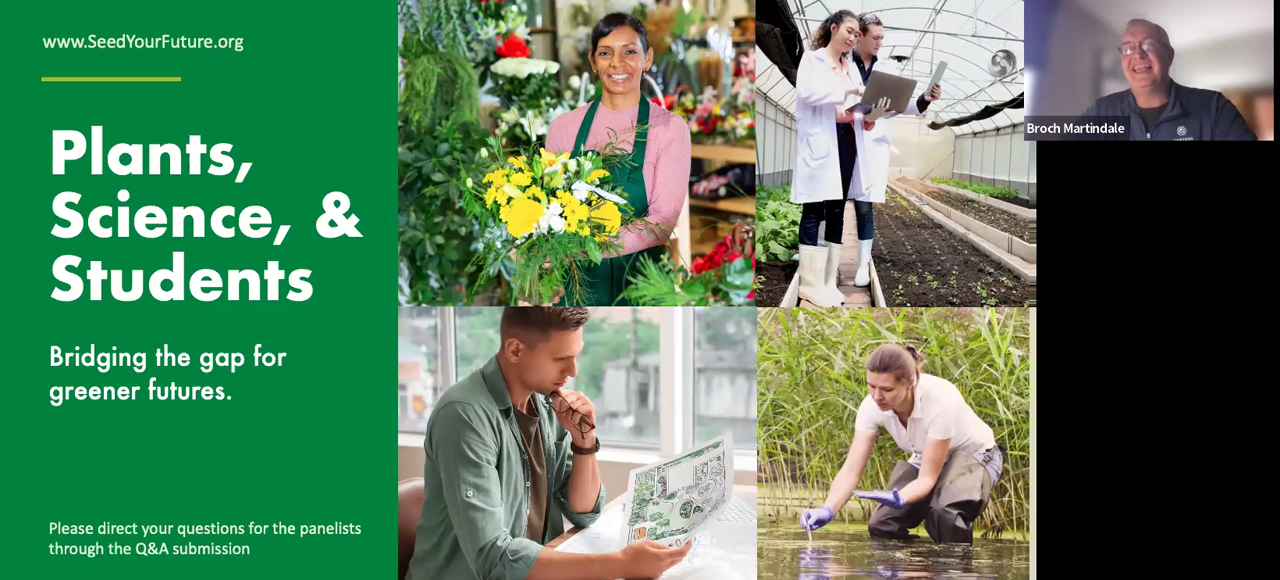 www.SeedYourFuture.org
Plants,
Science, &
Students
Bridging the gap for
greener futures.
Please direct your questions for the panelists
through the Q&A submission
Broch Martindale